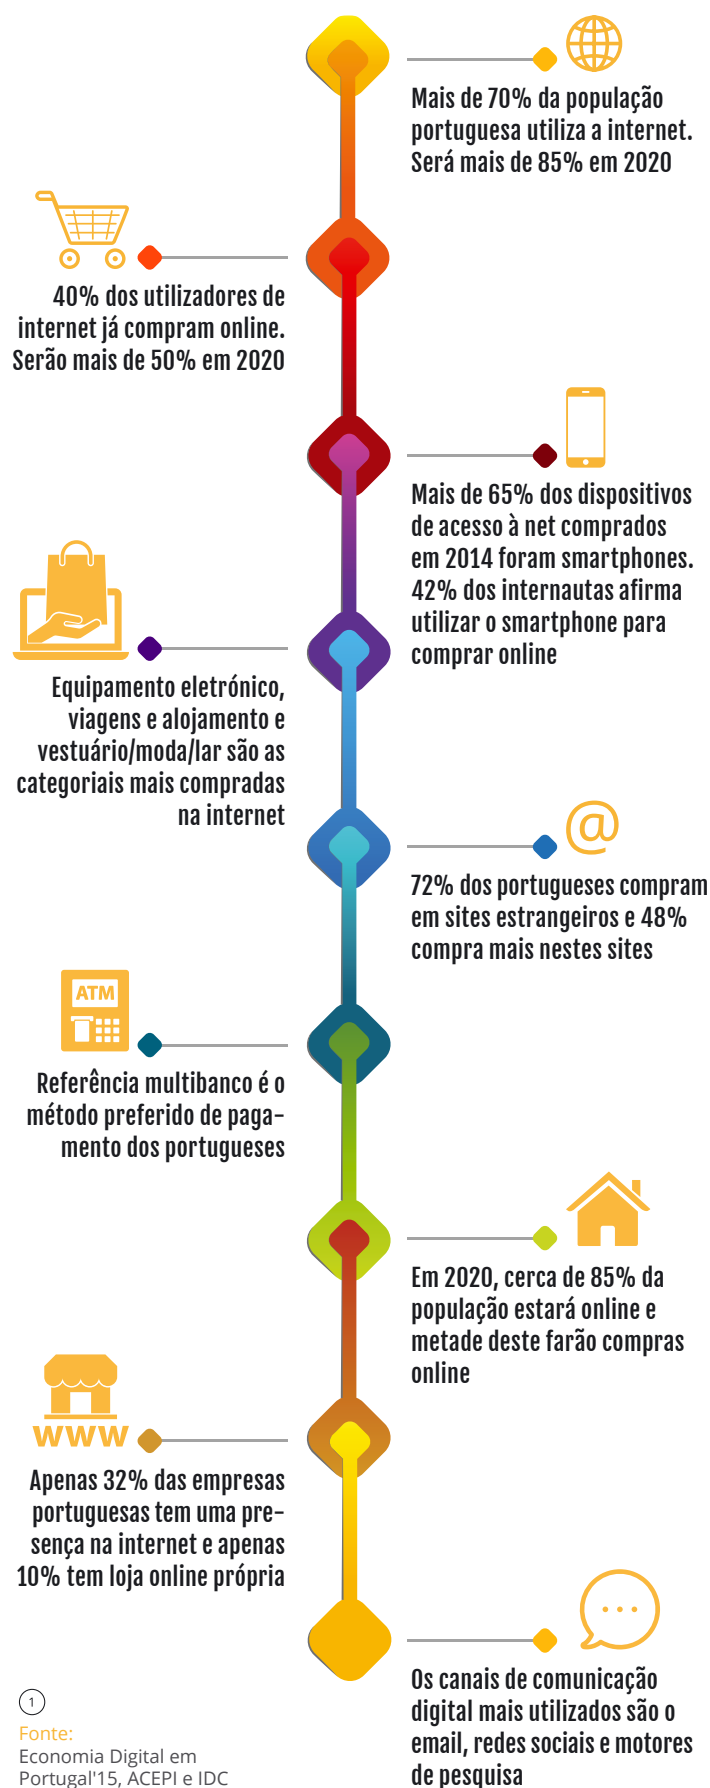 Mais de 70% da população
portuguesa utiliza a internet.
Será mais de 85% em 2020
40% dos utilizadores de
internet já compram online.
Serão mais de 50% em 2020
Mais de 65% dos dispositivos
de acesso à net comprados
em 2014 foram smartphones.
42% dos internautas afirma
utilizar o smartphone para
comprar online
Equipamento eletrónico,
viagens e alojamento e
vestuário/moda/lar são as
categoriais mais compradas
na internet
@
72% dos portugueses compram
em sites estrangeiros e 48%
compra mais nestes sites
ATM
Referência multibanco é o
método preferido de paga-
mento dos portugueses
Em 2020, cerca de 85% da
população estará online e
metade deste farão compras
online
WWW
Apenas 32% das empresas
portuguesas tem uma pre-
sença na internet e apenas
10% tem loja online própria
Os canais de comunicação
digital mais utilizados são o
email, redes sociais e motores
de pesquisa
1
Fonte:
Economia Digital em
Portugal'15, ACEPI e IDC